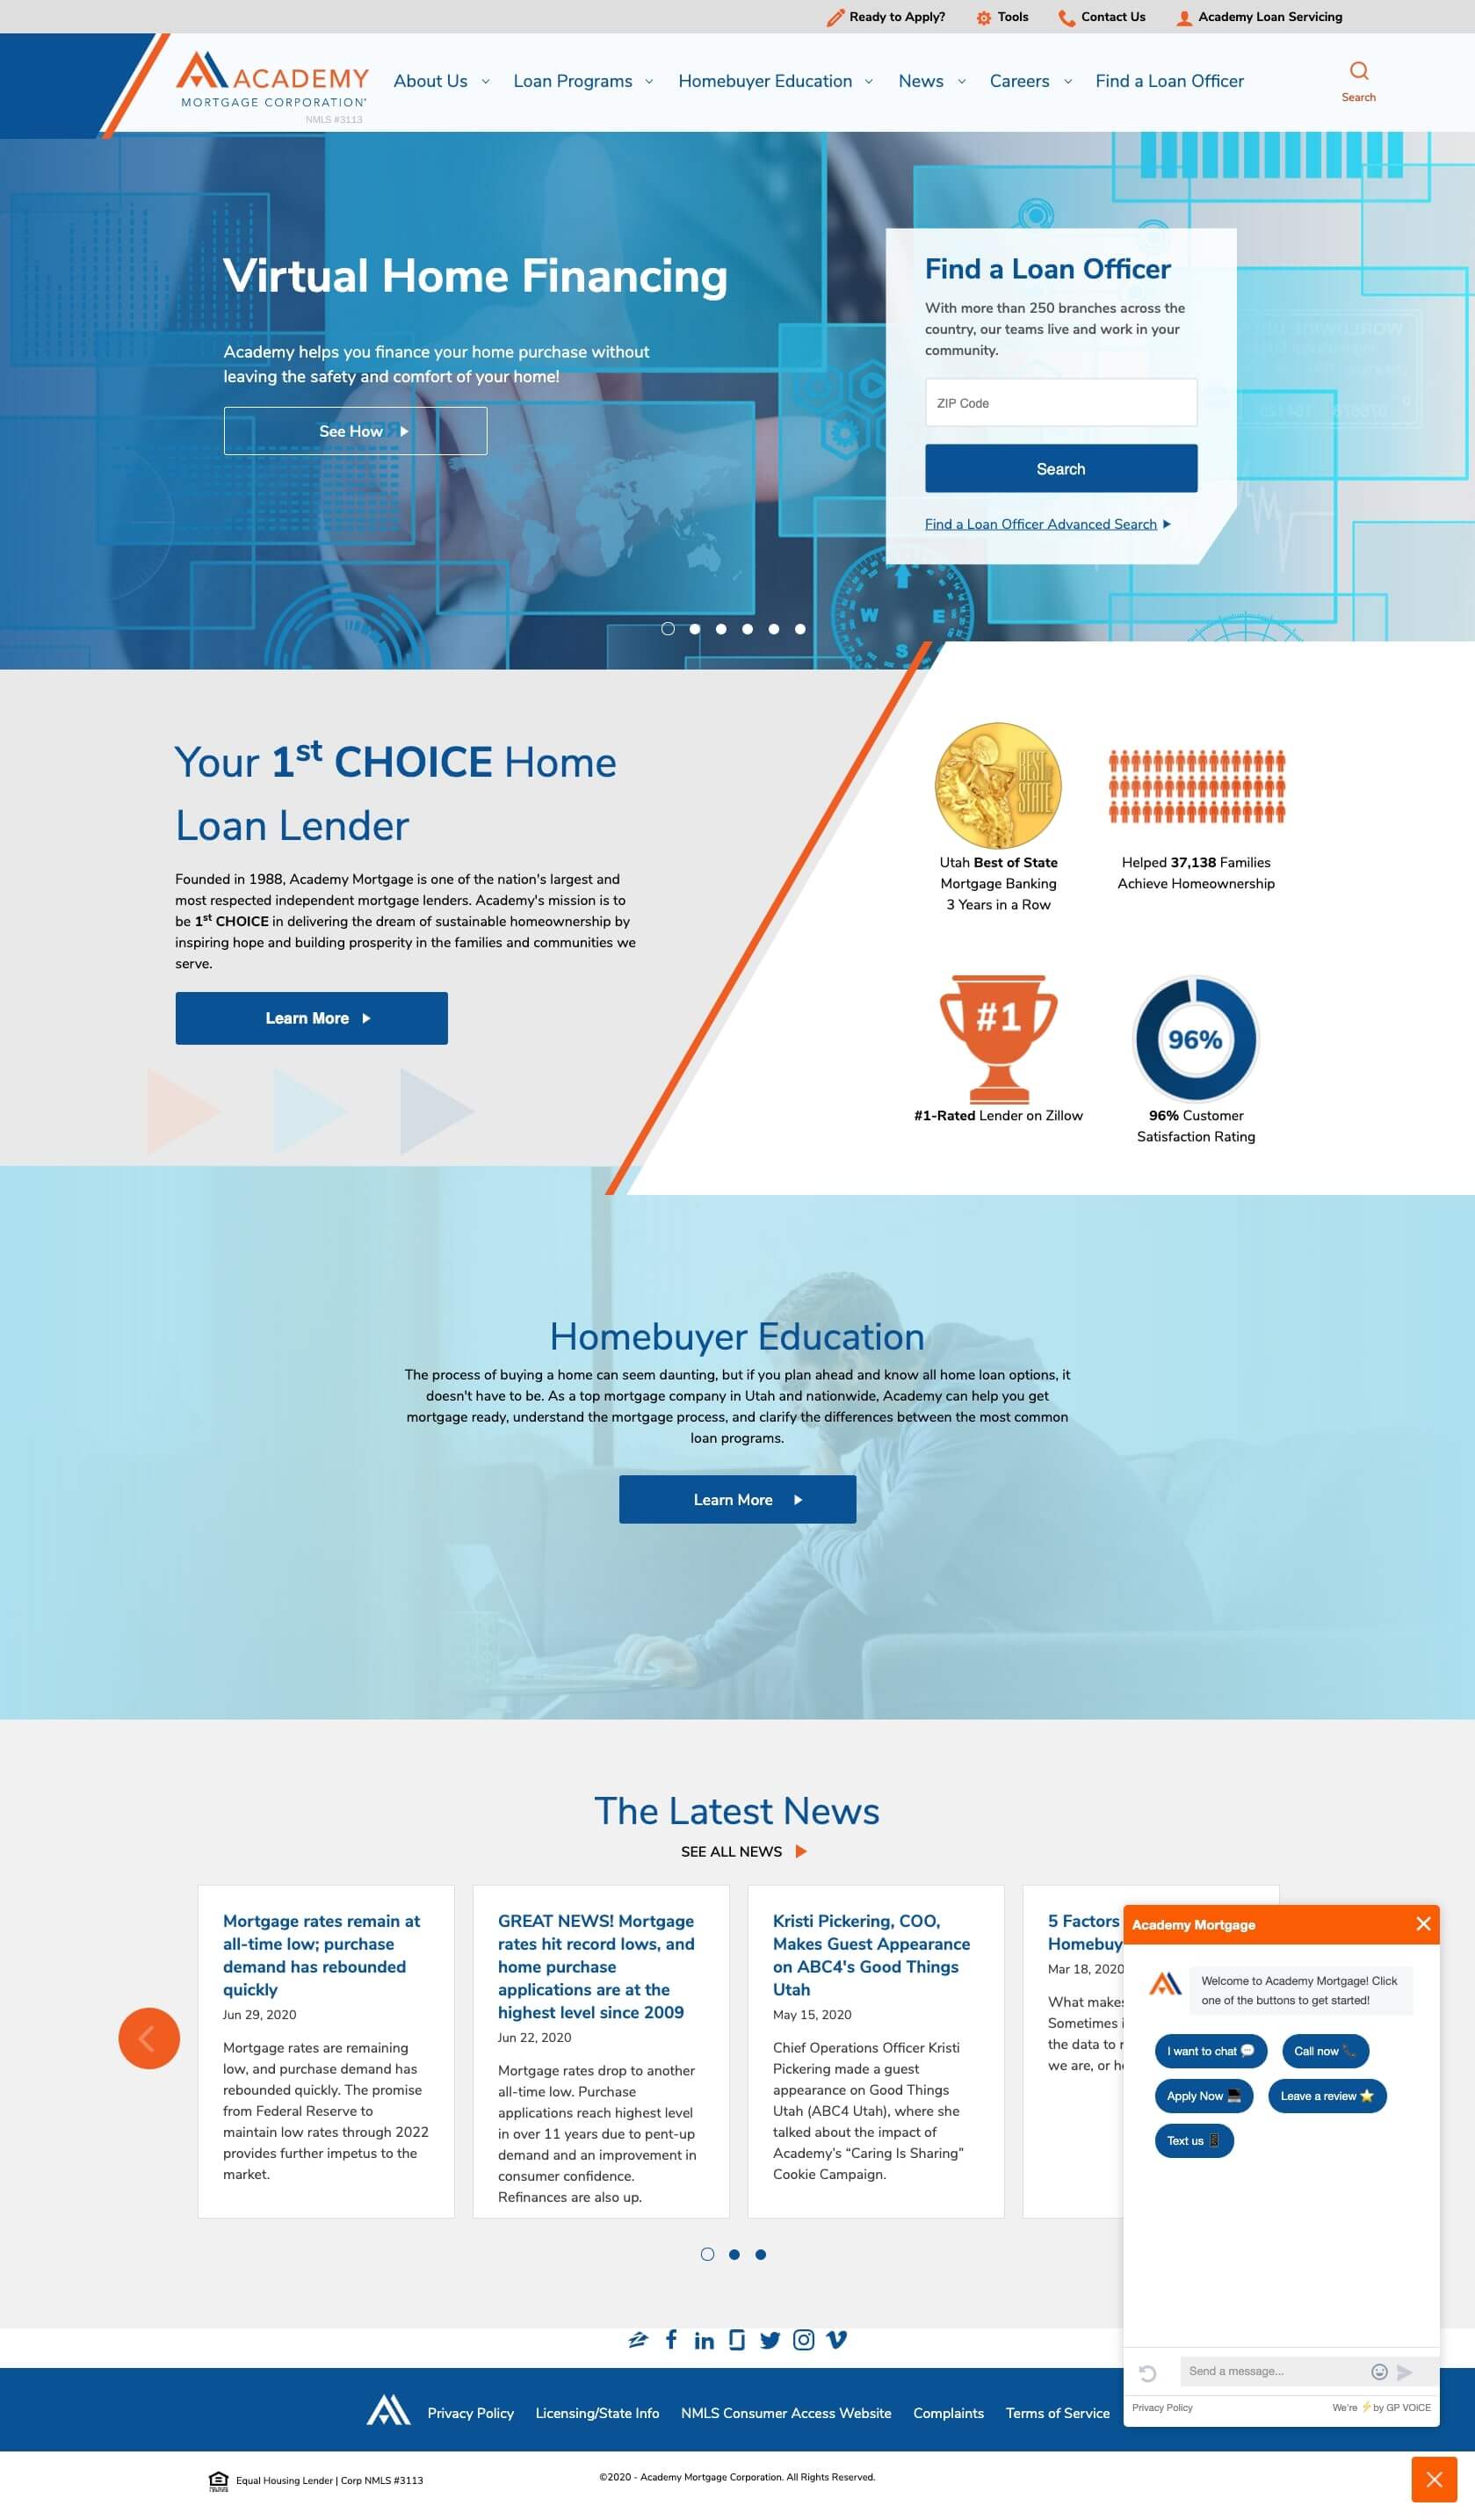 Ready to Apply?
Tools
Contact Us
Academy Loan Servicing
ACADEMY
MORTGAGE CORPORATION
NMLS #3113
About Us
Loan Programs
Homebuyer Education
News
Careers
Find a Loan Officer
Search
Virtual Home Financing
Academy helps you finance your home purchase without
leaving the safety and comfort of your home!
See How
Find a Loan Officer
With more than 250 branches across the
country, our teams live and work in your
community.
ZIP Code
Search
Find a Loan Officer Advanced Search
W
E
S
Your 1st CHOICE Home
Loan Lender
Founded in 1988, Academy Mortgage is one of the nation's largest and
most respected independent mortgage lenders. Academy's mission is to
be 1st CHOICE in delivering the dream of sustainable homeownership by
inspiring hope and building prosperity in the families and communities we
serve.
Learn More
BEST
STATE
Utah Best of State
Mortgage Banking
3 Years in a Row
Helped 37,138 Families
Achieve Homeownership
#1
#1-Rated Lender on Zillow
96%
96% Customer
Satisfaction Rating
Homebuyer Education
The process of buying a home can seem daunting, but if you plan ahead and know all home loan options, it
doesn't have to be. As a top mortgage company in Utah and nationwide, Academy can help you get
mortgage ready, understand the mortgage process, and clarify the differences between the most common
loan programs.
Learn More
The Latest News
SEE ALL NEWS
Mortgage rates remain at
all-time low; purchase
demand has rebounded
quickly
Jun 29, 2020
Mortgage rates are remaining
low, and purchase demand has
rebounded quickly. The promise
from Federal Reserve to
maintain low rates through 2022
provides further impetus to the
market.
GREAT NEWS! Mortgage
rates hit record lows, and
home purchase
applications are at the
highest level since 2009
Jun 22, 2020
Mortgage rates drop to another
all-time low. Purchase
applications reach highest level
in over 11 years due to pent-up
demand and an improvement in
consumer confidence.
Refinances are also up.
Kristi Pickering, COO,
Makes Guest Appearance
on ABC4's Good Things
Utah
May 15, 2020
Chief Operations Officer Kristi
Pickering made a guest
appearance on Good Things
Utah (ABC4 Utah), where she
talked about the impact of
Academy's "Caring Is Sharing"
Cookie Campaign.
5 Factors
Homebuy
Mar 18, 2020
What makes
Sometimes
the data to
we are, or
Academy Mortgage
Welcome to Academy Mortgage! Click
one of the buttons to get started!
I want to chat 💬
Call now 📞
Apply Now 💻
Leave a review ⭐
Text us 📱
Send a message...
Privacy Policy
We're ⚡ by GP VOiCE
Privacy Policy
Licensing/State Info
NMLS Consumer Access Website
Complaints
Terms of Service
Equal Housing Lender | Corp NMLS #3113
©2020 - Academy Mortgage Corporation. All Rights Reserved.